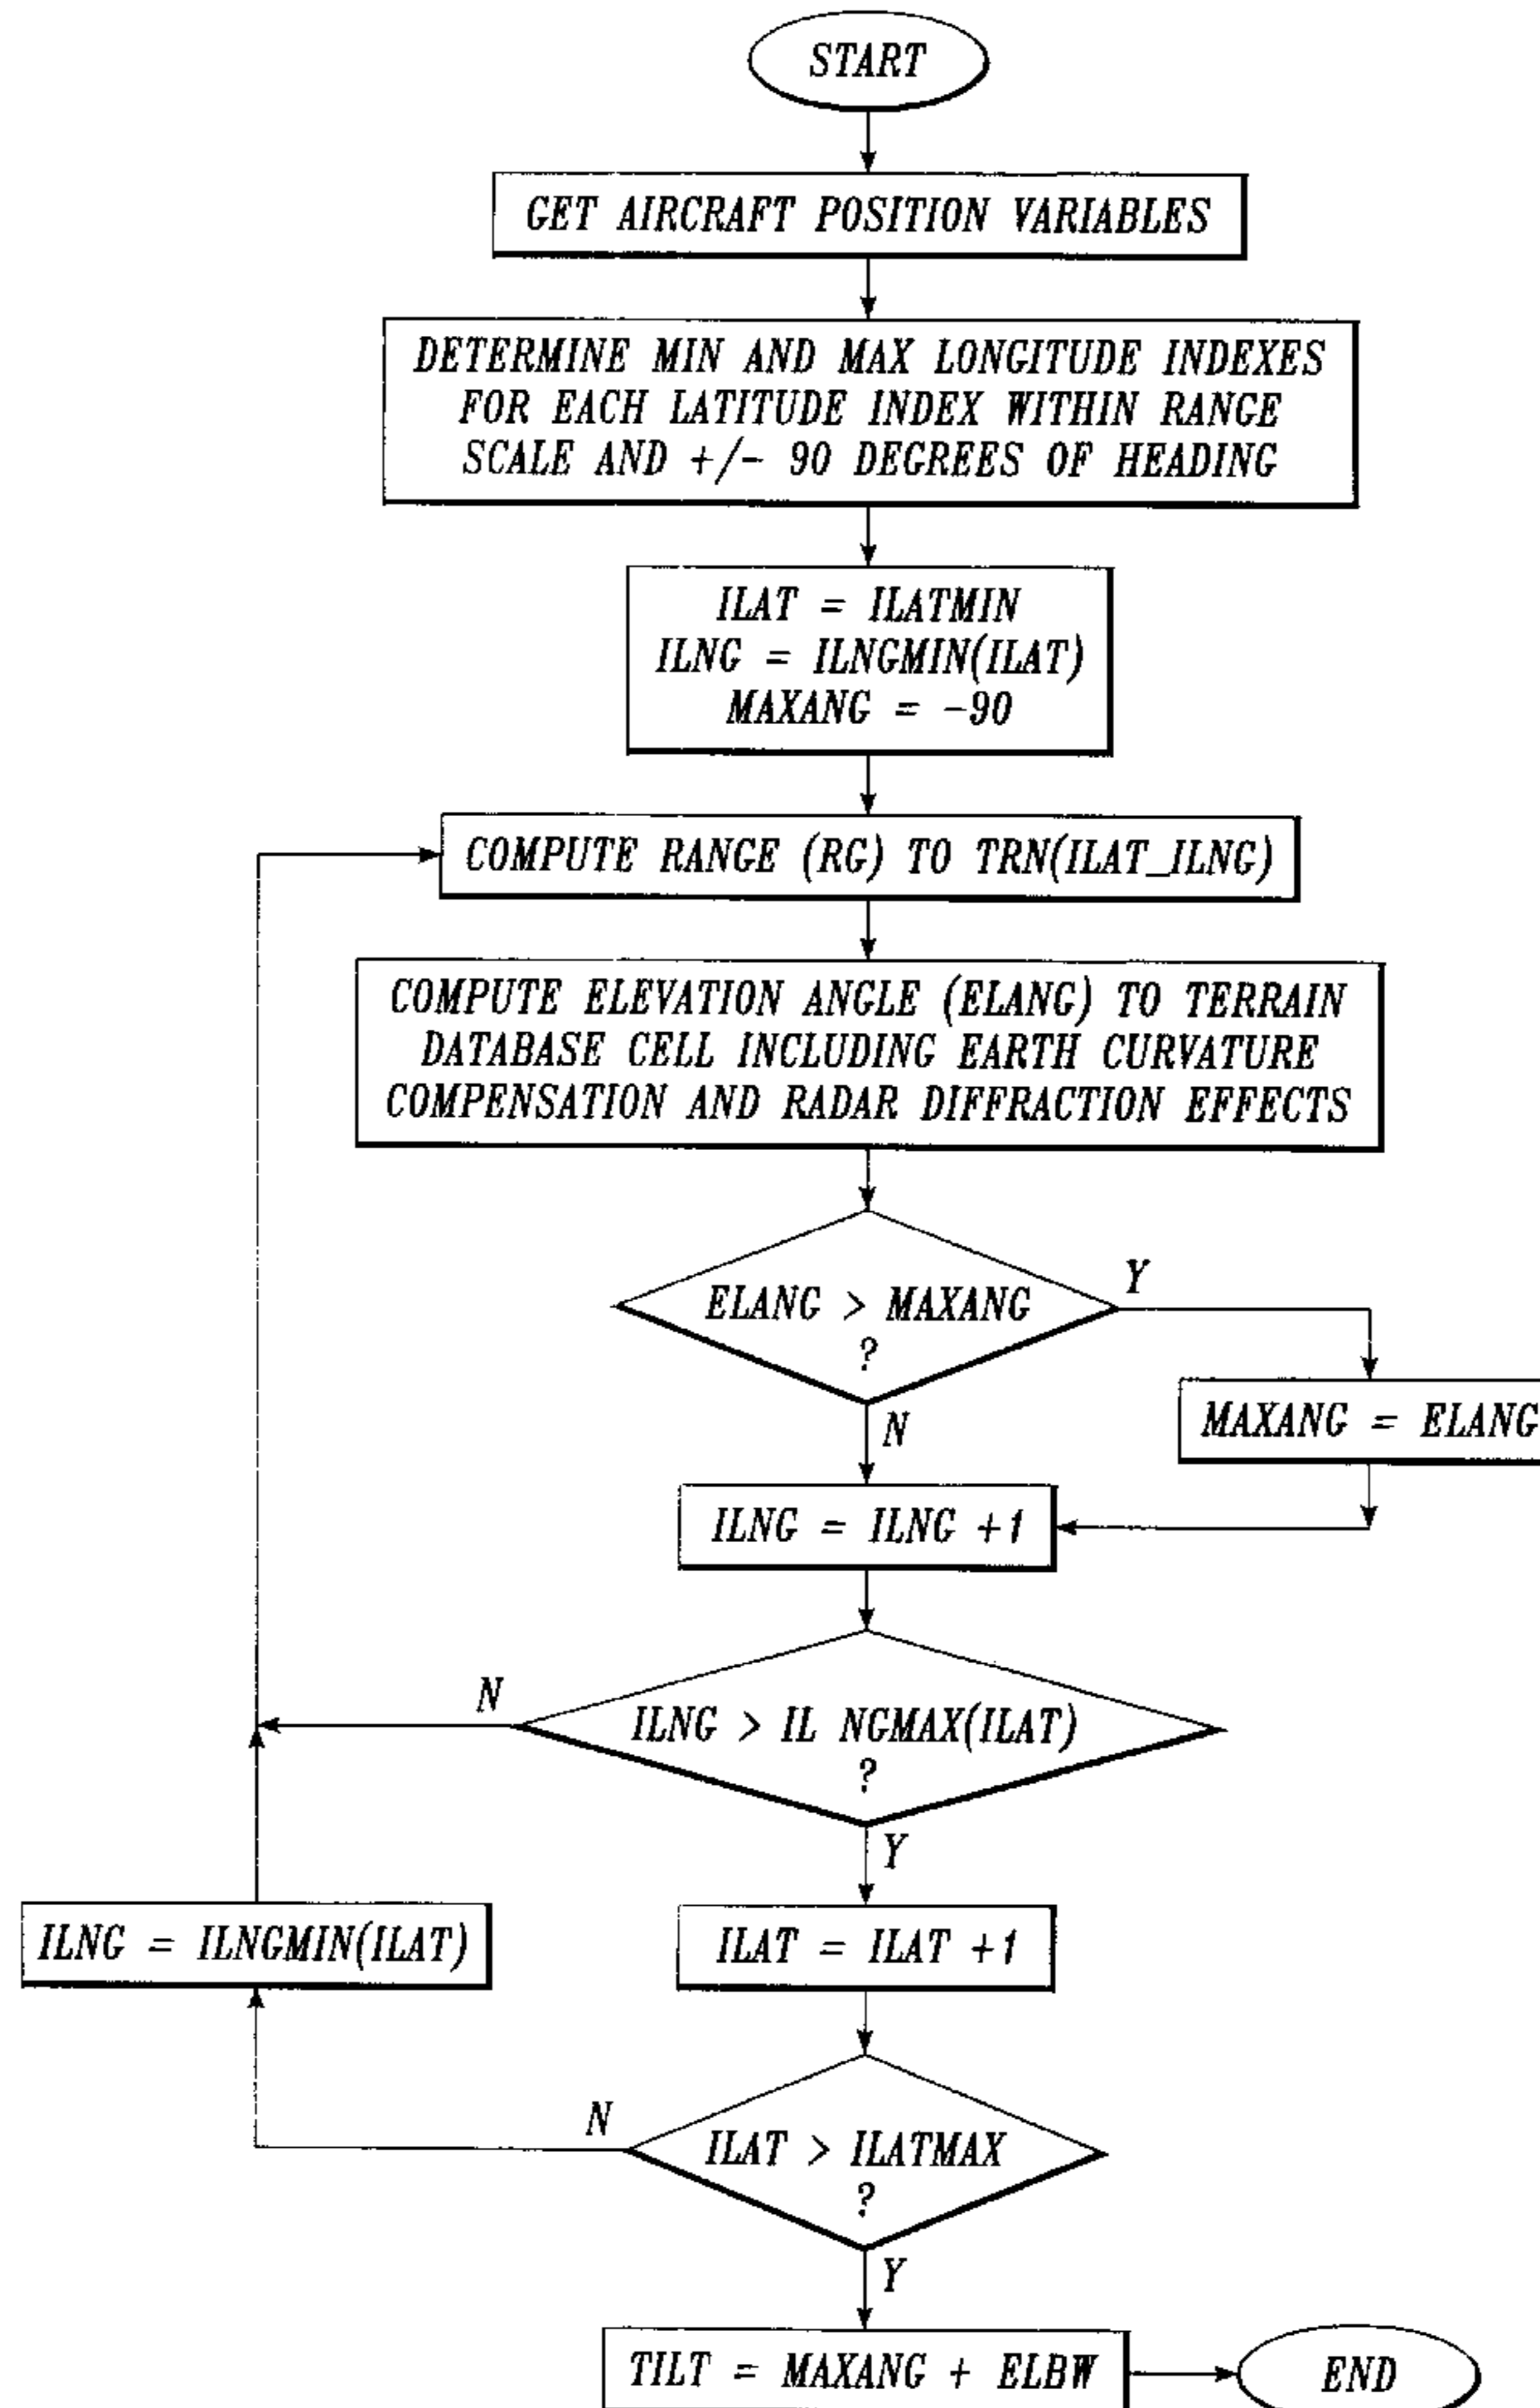 START
GET AIRCRAFT POSITION VARIABLES
DETERMINE MIN AND MAX LONGITUDE INDEXES
FOR EACH LATITUDE INDEX WITHIN RANGE
SCALE AND +/- 90 DEGREES OF HEADING
ILAT = ILATMIN
ILNG = ILNGMIN(ILAT)
MAXANG = -90
COMPUTE RANGE (RG) TO TRN(ILAT_ILNG)
COMPUTE ELEVATION ANGLE (ELANG) TO TERRAIN
DATABASE CELL INCLUDING EARTH CURVATURE
COMPENSATION AND RADAR DIFFRACTION EFFECTS
ELANG > MAXANG
?
Y
N
MAXANG = ELANG
ILNG = ILNG +1
N
ILNG > IL NGMAX(ILAT)
?
Y
ILNG = ILNGMIN(ILAT)
ILAT = ILAT +1
N
ILAT > ILATMAX
?
Y
TILT = MAXANG + ELBW
END